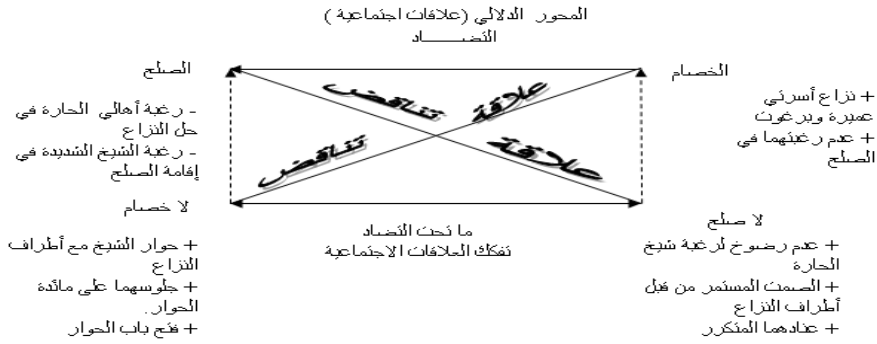 المحور الدلالي (علاقات اجتماعية )
التضـــــــاد
الخصام
+ نزاع أسرتي
عميرة وبرغوث
+ عدم رغبتهما في
الصلح
الصلح
- رغبة أهالي الحارة في
حل النزاع
- رغبة الشيخ الشديدة في
إقامة الصلح
علاقة تناقض
علاقة تناقض
لا صلح
+ عدم رضوخ لرغبة شيخ
الحارة
+ الصمت المستمر من قبل
أطراف النزاع
+ عنادهما المتكرر
ما تحت التضاد
تفكك العلاقات الاجتماعية
لا خصام
+ حوار الشيخ مع أطراف
النزاع
+ جلوسهما على مائدة
الحوار.
+ فتح باب الحوار